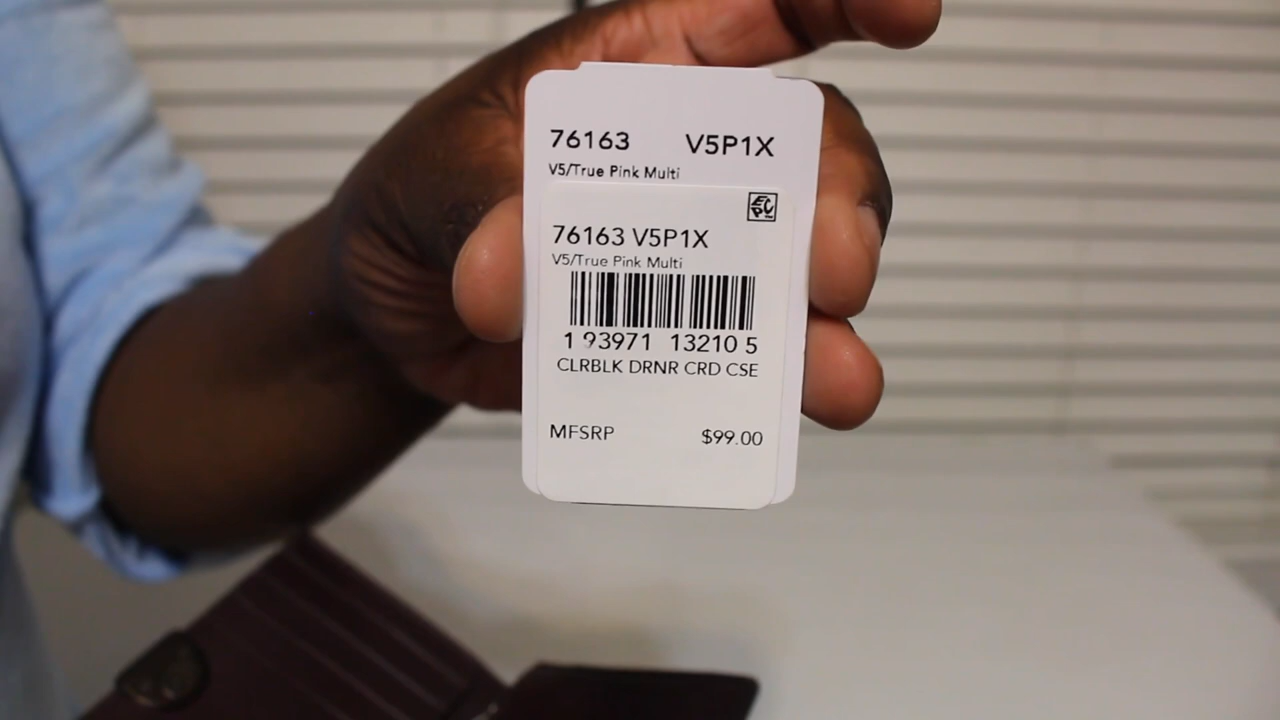 76163 V5P1X
V5/True Pink Multi
76163 V5P1X
V5/True Pink Multi
1 93971 13210 5
CLRBLK DRNR CRD CSE
MFSRP $99.00